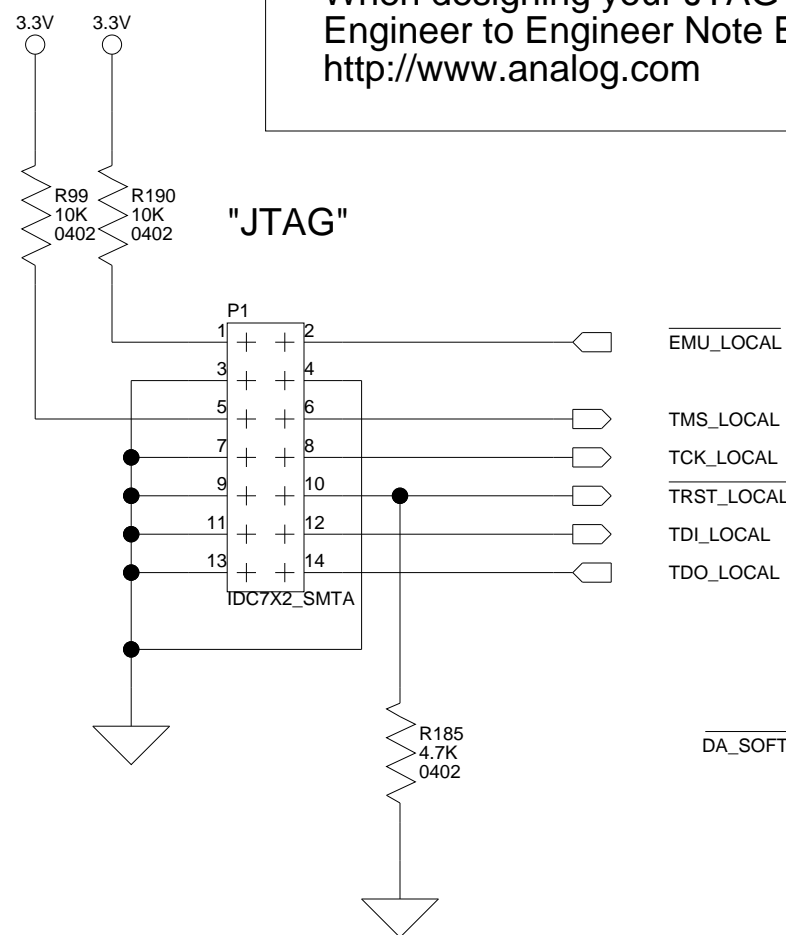 When designing your JTAG
Engineer to Engineer Note
http://www.analog.com
3.3V
3.3V
R99
10K
0402
R190
10K
0402
"JTAG"
P1
1
2
3
4
5
6
7
8
9
10
11
12
13
14
IDC7X2_SMTA
EMU_LOCAL
TMS_LOCAL
TCK_LOCAL
TRST_LOCAL
TDI_LOCAL
TDO_LOCAL
R185
4.7K
0402
DA_SOFT